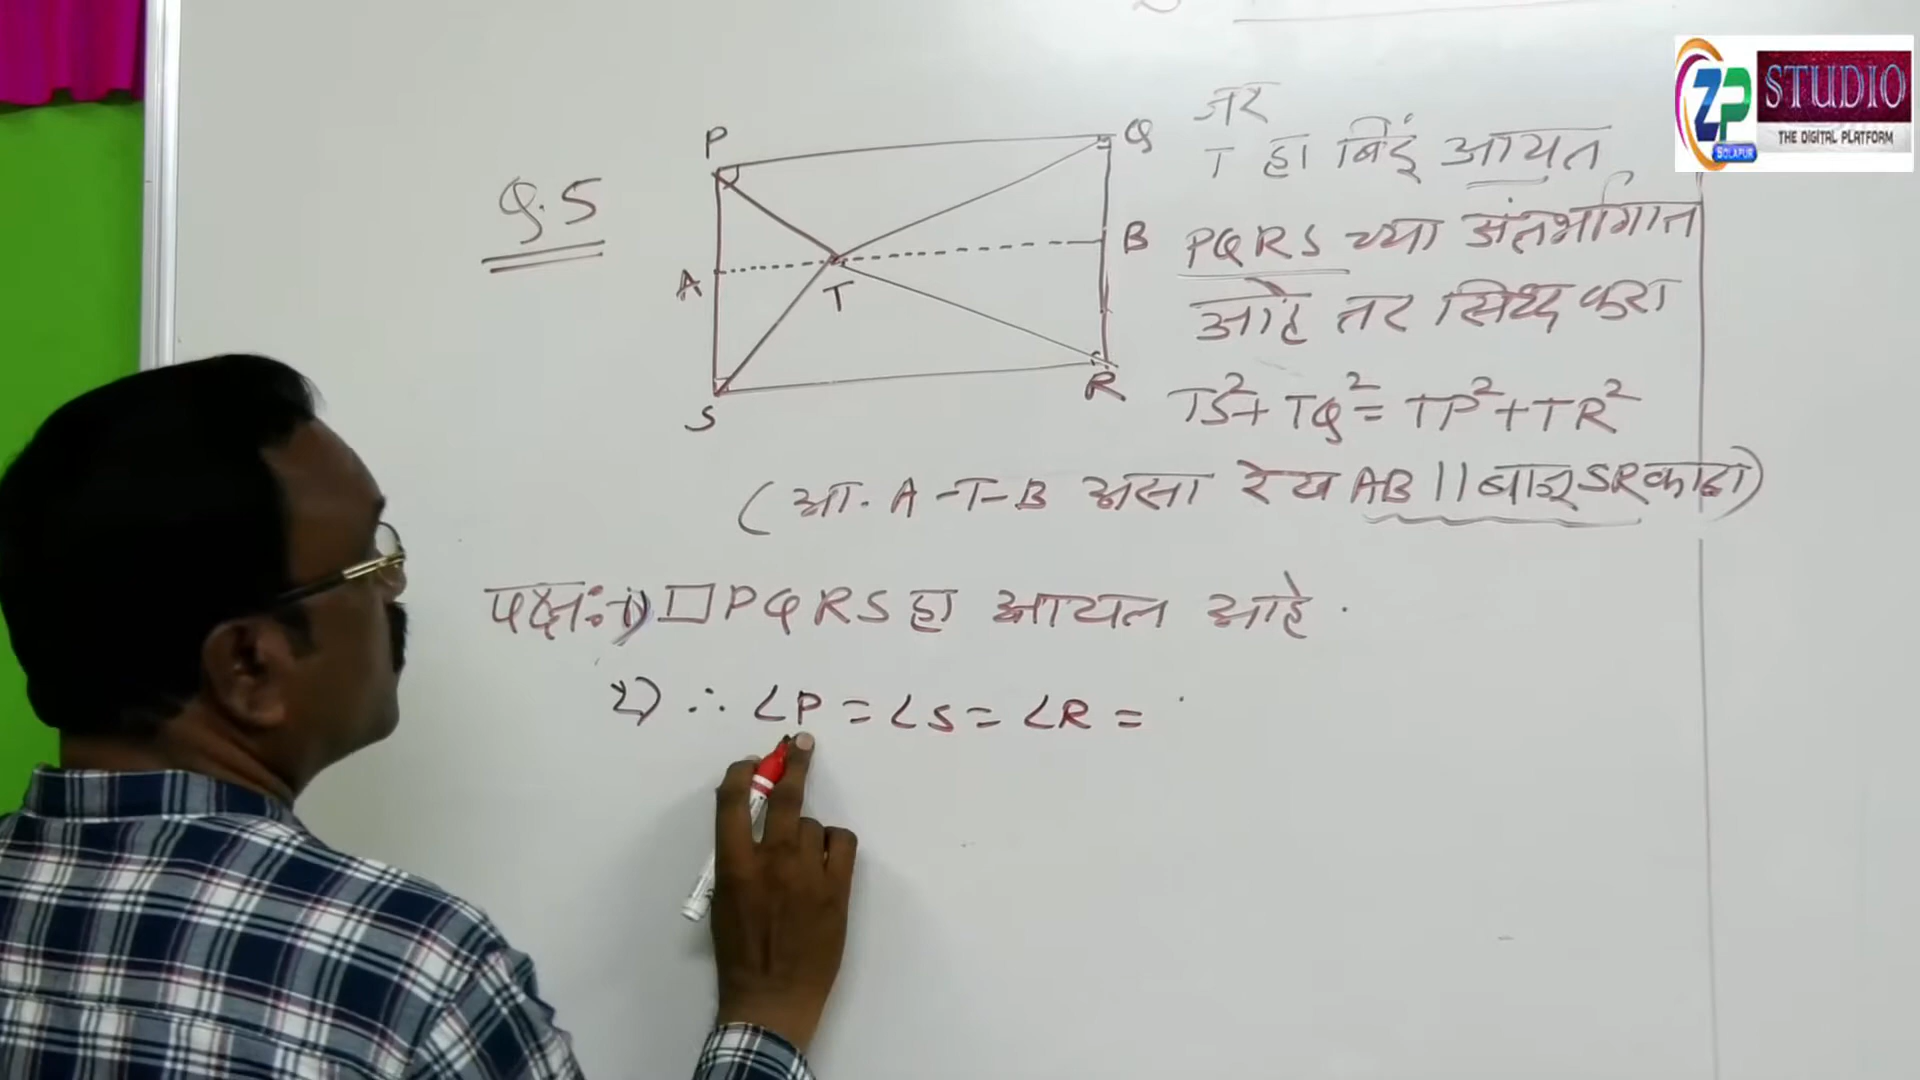 Q.5
P
Q
A
T
B
S
R
जर
T हा बिंदू आयत
PQRS च्या अंतर्भागात
आहे तर सिध्द करा
TS²+TQ²=TP²+TR²
(आ. A-T-B असा रेख AB || बाजू SR काढा)
पक्ष:- 1) □PQRS हा आयत आहे.
2) ∴ ∠P = ∠S = ∠R =
ZP STUDIO
THE DIGITAL PLATFORM
SOLAPUR